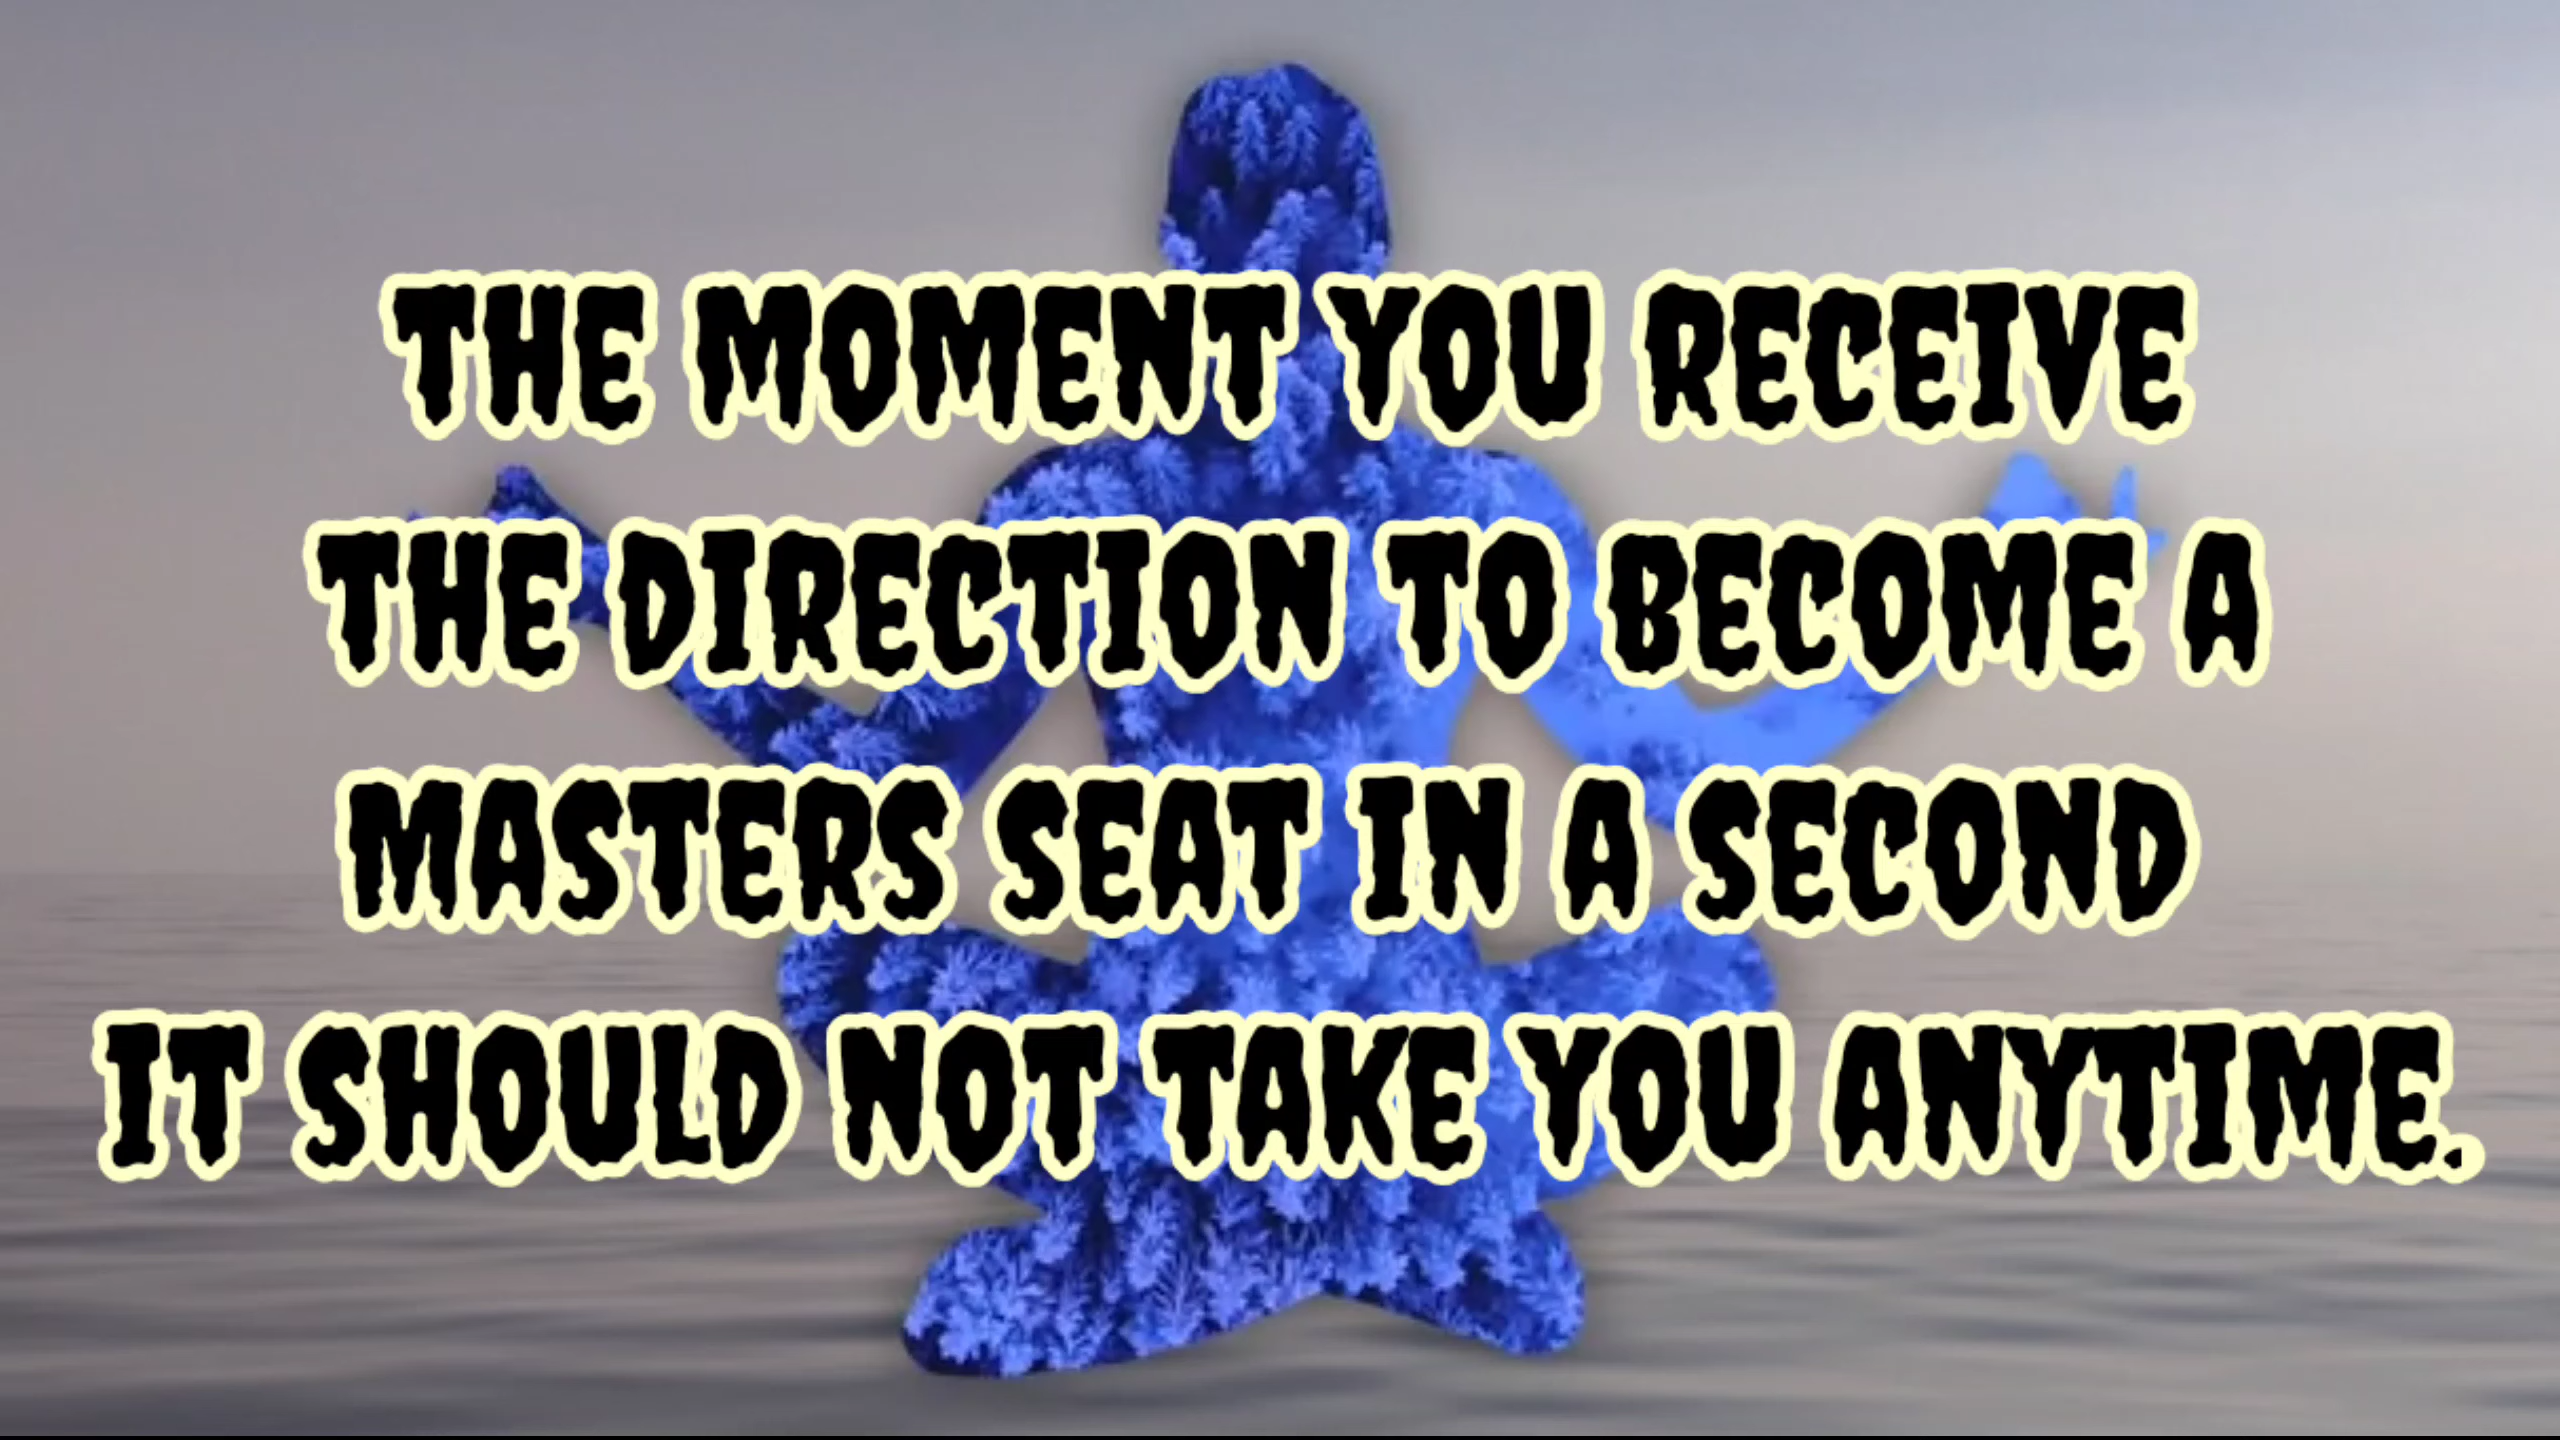 THE MOMENT YOU RECEIVE
THE DIRECTION TO BECOME A
MASTERS SEAT IN A SECOND
IT SHOULD NOT TAKE YOU ANYTIME.